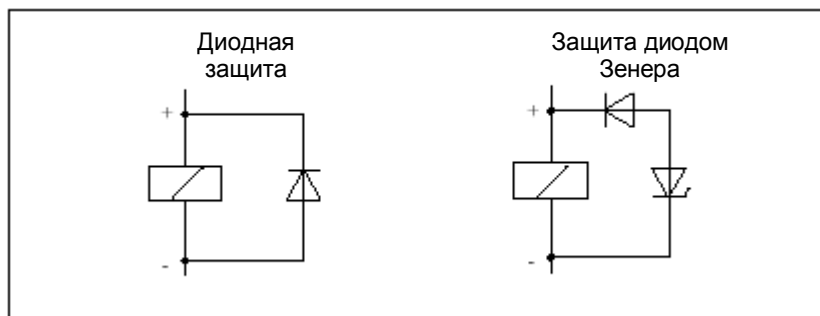 Диодная
защита
Защита диодом
Зенера
+
-
+
-